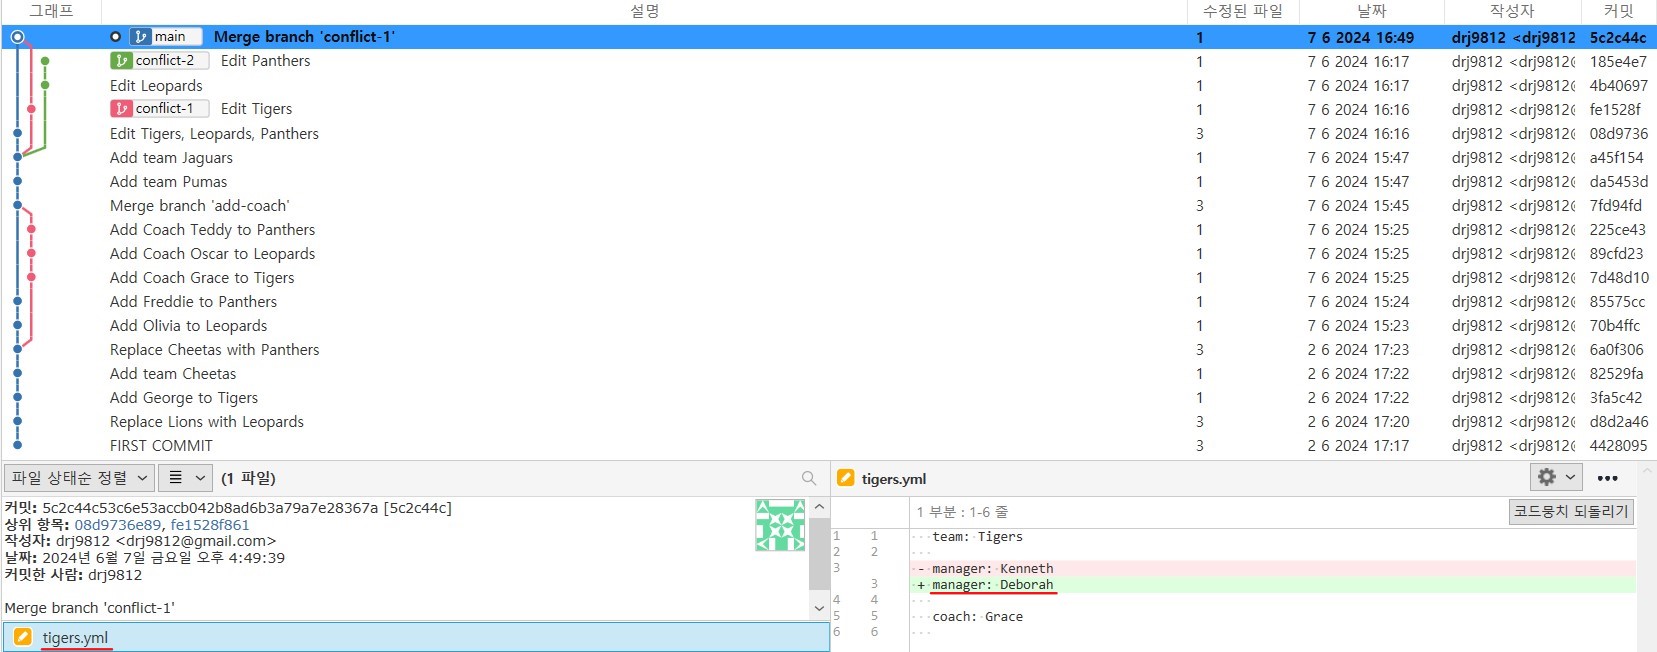 그래프 설명 수정된 파일 날짜 작성자 커밋
main Merge branch 'conflict-1' 1 7 6 2024 16:49 drj9812 <drj9812 5c2c44c
conflict-2 Edit Panthers 1 7 6 2024 16:17 drj9812 <drj9812@ 185e4e7
Edit Leopards 1 7 6 2024 16:17 drj9812 <drj9812@ 4b40697
conflict-1 Edit Tigers 1 7 6 2024 16:16 drj9812 <drj9812@ fe1528f
Edit Tigers, Leopards, Panthers 3 7 6 2024 16:16 drj9812 <drj9812@ 08d9736
Add team Jaguars 1 7 6 2024 15:47 drj9812 <drj9812@ a45f154
Add team Pumas 1 7 6 2024 15:47 drj9812 <drj9812@ da5453d
Merge branch 'add-coach' 3 7 6 2024 15:45 drj9812 <drj9812@ 7fd94fd
Add Coach Teddy to Panthers 1 7 6 2024 15:25 drj9812 <drj9812@ 225ce43
Add Coach Oscar to Leopards 1 7 6 2024 15:25 drj9812 <drj9812@ 89cfd23
Add Coach Grace to Tigers 1 7 6 2024 15:25 drj9812 <drj9812@ 7d48d10
Add Freddie to Panthers 1 7 6 2024 15:24 drj9812 <drj9812@ 85575cc
Add Olivia to Leopards 1 7 6 2024 15:23 drj9812 <drj9812@ 70b4ffc
Replace Cheetas with Panthers 3 2 6 2024 17:23 drj9812 <drj9812@ 6a0f306
Add team Cheetas 1 2 6 2024 17:22 drj9812 <drj9812@ 82529fa
Add George to Tigers 1 2 6 2024 17:22 drj9812 <drj9812@ 3fa5c42
Replace Lions with Leopards 3 2 6 2024 17:20 drj9812 <drj9812@ d8d2a46
FIRST COMMIT 3 2 6 2024 17:17 drj9812 <drj9812@ 4428095
파일 상태순 정렬 (1 파일)
커밋: 5c2c44c53c6e53accb042b8ad6b3a79a7e28367a [5c2c44c]
상위 항목: 08d9736e89, fe1528f861
작성자: drj9812 <drj9812@gmail.com>
날짜: 2024년 6월 7일 금요일 오후 4:49:39
커밋한 사람: drj9812
Merge branch 'conflict-1'
tigers.yml
tigers.yml
1 부분 : 1-6 줄 코드뭉치 되돌리기
1 1 team: Tigers
2 2
3 - manager: Kenneth
3 + manager: Deborah
4 4
5 5 coach: Grace
6 6